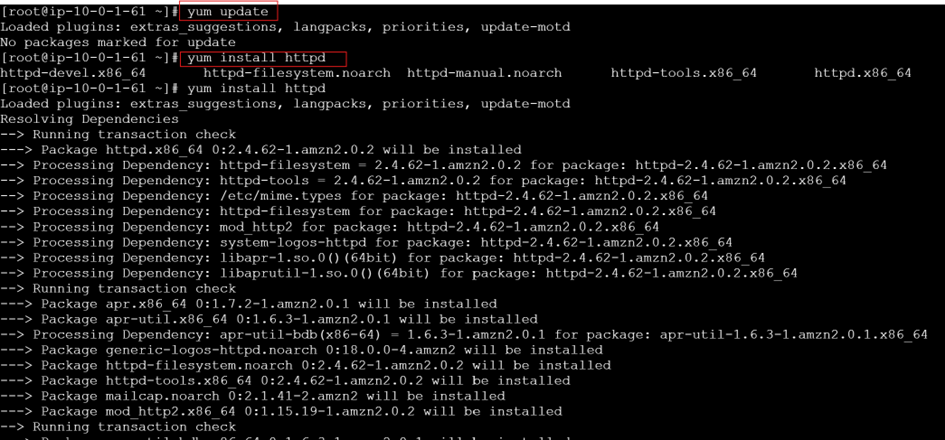 [root@ip-10-0-1-61 ~]# yum update
Loaded plugins: extras_suggestions, langpacks, priorities, update-motd
No packages marked for update
[root@ip-10-0-1-61 ~]# yum install httpd
httpd-devel.x86_64 httpd-filesystem.noarch httpd-manual.noarch httpd-tools.x86_64 httpd.x86_64
[root@ip-10-0-1-61 ~]# yum install httpd
Loaded plugins: extras_suggestions, langpacks, priorities, update-motd
Resolving Dependencies
--> Running transaction check
---> Package httpd.x86_64 0:2.4.62-1.amzn2.0.2 will be installed
--> Processing Dependency: httpd-filesystem = 2.4.62-1.amzn2.0.2 for package: httpd-2.4.62-1.amzn2.0.2.x86_64
--> Processing Dependency: httpd-tools = 2.4.62-1.amzn2.0.2 for package: httpd-2.4.62-1.amzn2.0.2.x86_64
--> Processing Dependency: /etc/mime.types for package: httpd-2.4.62-1.amzn2.0.2.x86_64
--> Processing Dependency: httpd-filesystem for package: httpd-2.4.62-1.amzn2.0.2.x86_64
--> Processing Dependency: mod_http2 for package: httpd-2.4.62-1.amzn2.0.2.x86_64
--> Processing Dependency: system-logos-httpd for package: httpd-2.4.62-1.amzn2.0.2.x86_64
--> Processing Dependency: libapr-1.so.0()(64bit) for package: httpd-2.4.62-1.amzn2.0.2.x86_64
--> Processing Dependency: libaprutil-1.so.0()(64bit) for package: httpd-2.4.62-1.amzn2.0.2.x86_64
--> Running transaction check
---> Package apr.x86_64 0:1.7.2-1.amzn2.0.1 will be installed
---> Package apr-util.x86_64 0:1.6.3-1.amzn2.0.1 will be installed
--> Processing Dependency: apr-util-bdb(x86-64) = 1.6.3-1.amzn2.0.1 for package: apr-util-1.6.3-1.amzn2.0.1.x86_64
---> Package generic-logos-httpd.noarch 0:18.0.0-4.amzn2 will be installed
---> Package httpd-filesystem.noarch 0:2.4.62-1.amzn2.0.2 will be installed
---> Package httpd-tools.x86_64 0:2.4.62-1.amzn2.0.2 will be installed
---> Package mailcap.noarch 0:2.1.41-2.amzn2 will be installed
---> Package mod_http2.x86_64 0:1.15.19-1.amzn2.0.2 will be installed
--> Running transaction check